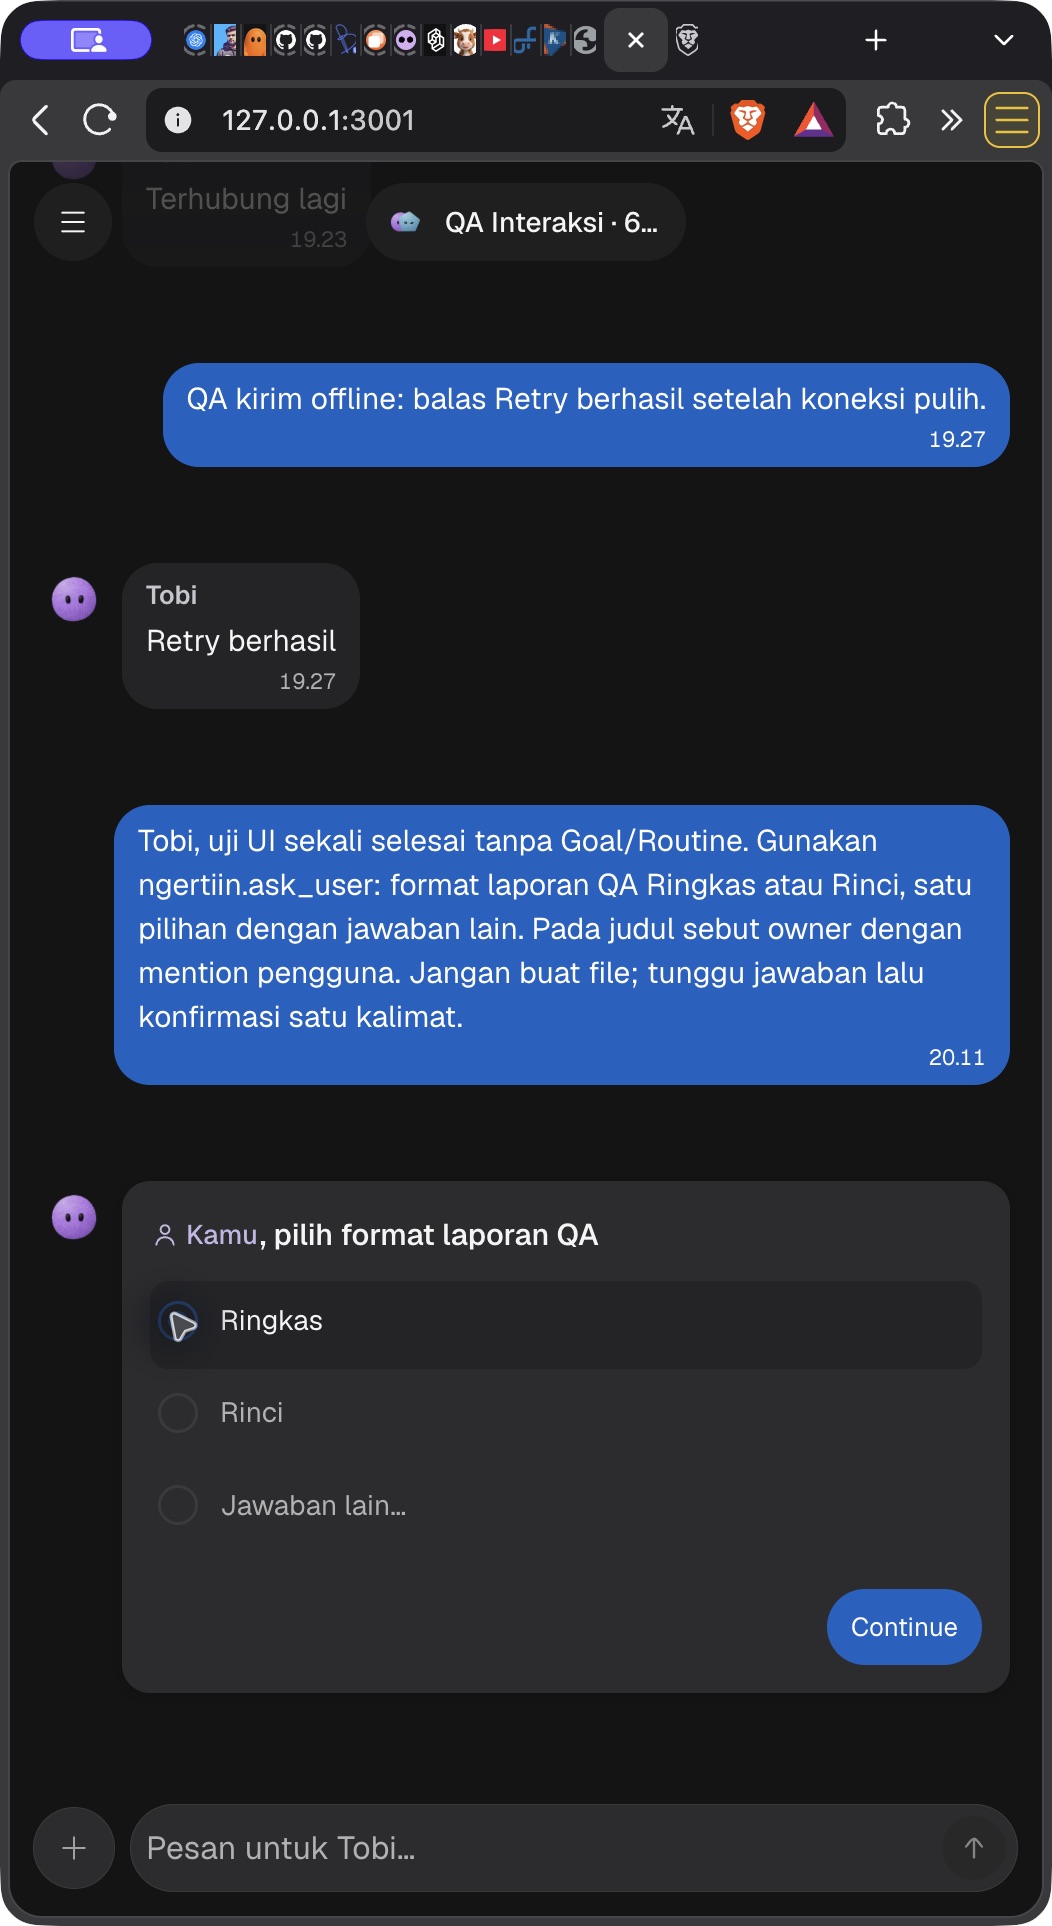 127.0.0.1:3001
Terhubung lagi
19.23
QA Interaksi · 6...
QA kirim offline: balas Retry berhasil setelah koneksi pulih.
19.27
Tobi
Retry berhasil
19.27
Tobi, uji UI sekali selesai tanpa Goal/Routine. Gunakan
ngertiin.ask_user: format laporan QA Ringkas atau Rinci, satu
pilihan dengan jawaban lain. Pada judul sebut owner dengan
mention pengguna. Jangan buat file; tunggu jawaban lalu
konfirmasi satu kalimat.
20.11
Kamu, pilih format laporan QA
Ringkas
Rinci
Jawaban lain...
Continue
Pesan untuk Tobi...